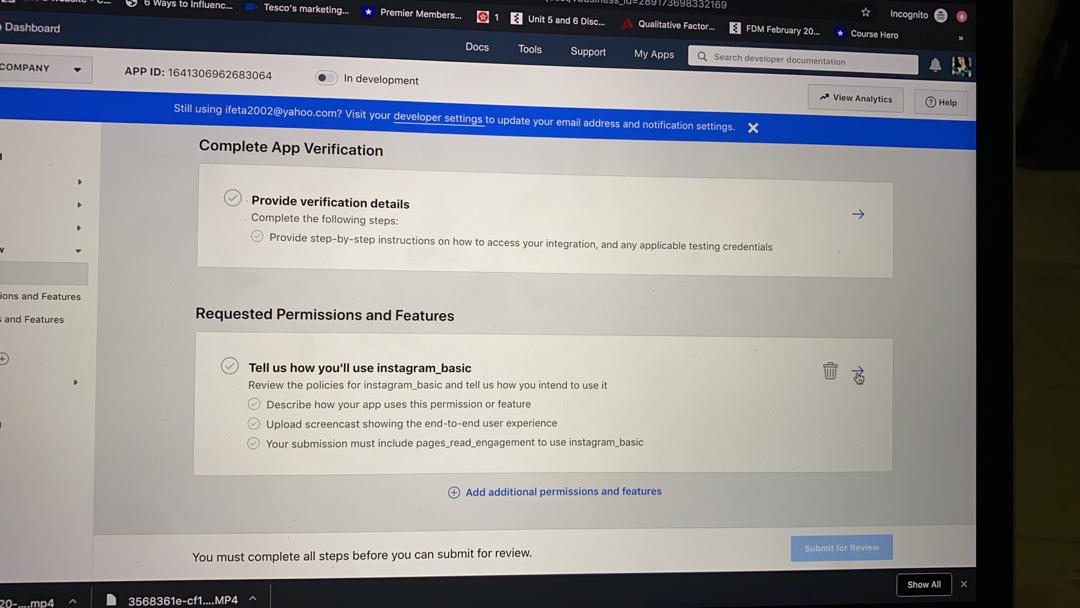 6 Ways to Influenc...
Tesco's marketing...
Premier Members...
1
Unit 5 and 6 Disc...
Qualitative Factor...
FDM February 20...
Course Hero
Incognito
»
Dashboard
Docs
Tools
Support
My Apps
Search developer documentation
COMPANY
APP ID: 1641306962683064
In development
View Analytics
Help
Still using ifeta2002@yahoo.com? Visit your developer settings to update your email address and notification settings.
Complete App Verification
Provide verification details
Complete the following steps:
Provide step-by-step instructions on how to access your integration, and any applicable testing credentials
ions and Features
s and Features
Requested Permissions and Features
Tell us how you'll use instagram_basic
Review the policies for instagram_basic and tell us how you intend to use it
Describe how your app uses this permission or feature
Upload screencast showing the end-to-end user experience
Your submission must include pages_read_engagement to use instagram_basic
Add additional permissions and features
You must complete all steps before you can submit for review.
Submit for Review
20-....mp4
3568361e-cf1....MP4
Show All